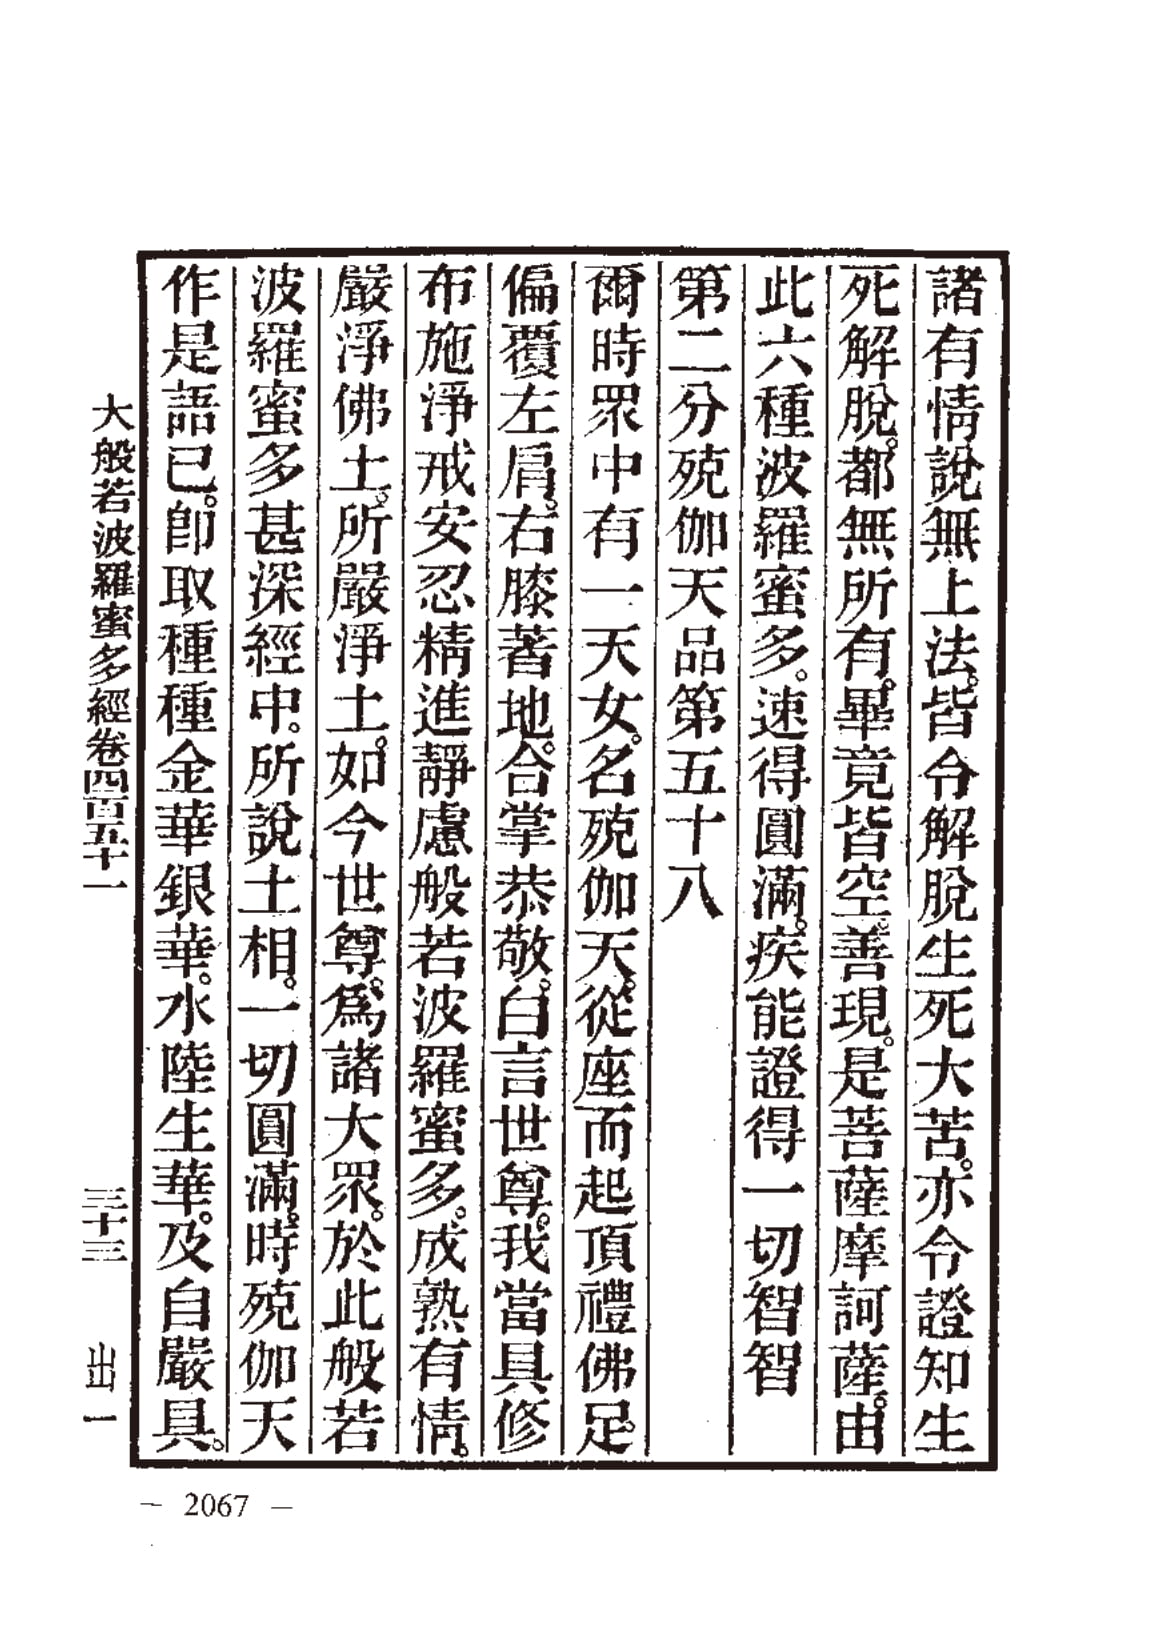 諸有情說無上法。皆令解脫生死大苦。亦令證知生
死解脫。都無所有。畢竟皆空。善現。是菩薩摩訶薩。由
此六種波羅蜜多。速得圓滿。疾能證得一切智智
第二分殑伽天品第五十八
爾時眾中有一天女。名殑伽天。從座而起頂禮佛足。
偏覆左肩。右膝著地。合掌恭敬。白言世尊。我當具修
布施淨戒安忍精進靜慮般若波羅蜜多。成熟有情。
嚴淨佛土。所嚴淨土。如今世尊。為諸大眾。於此般若
波羅蜜多甚深經中。所說土相。一切圓滿。時殑伽天
作是語已。卽取種種金華銀華。水陸生華。及自嚴具。
大般若波羅蜜多經卷四百五十一 三十三 出一
— 2067 —